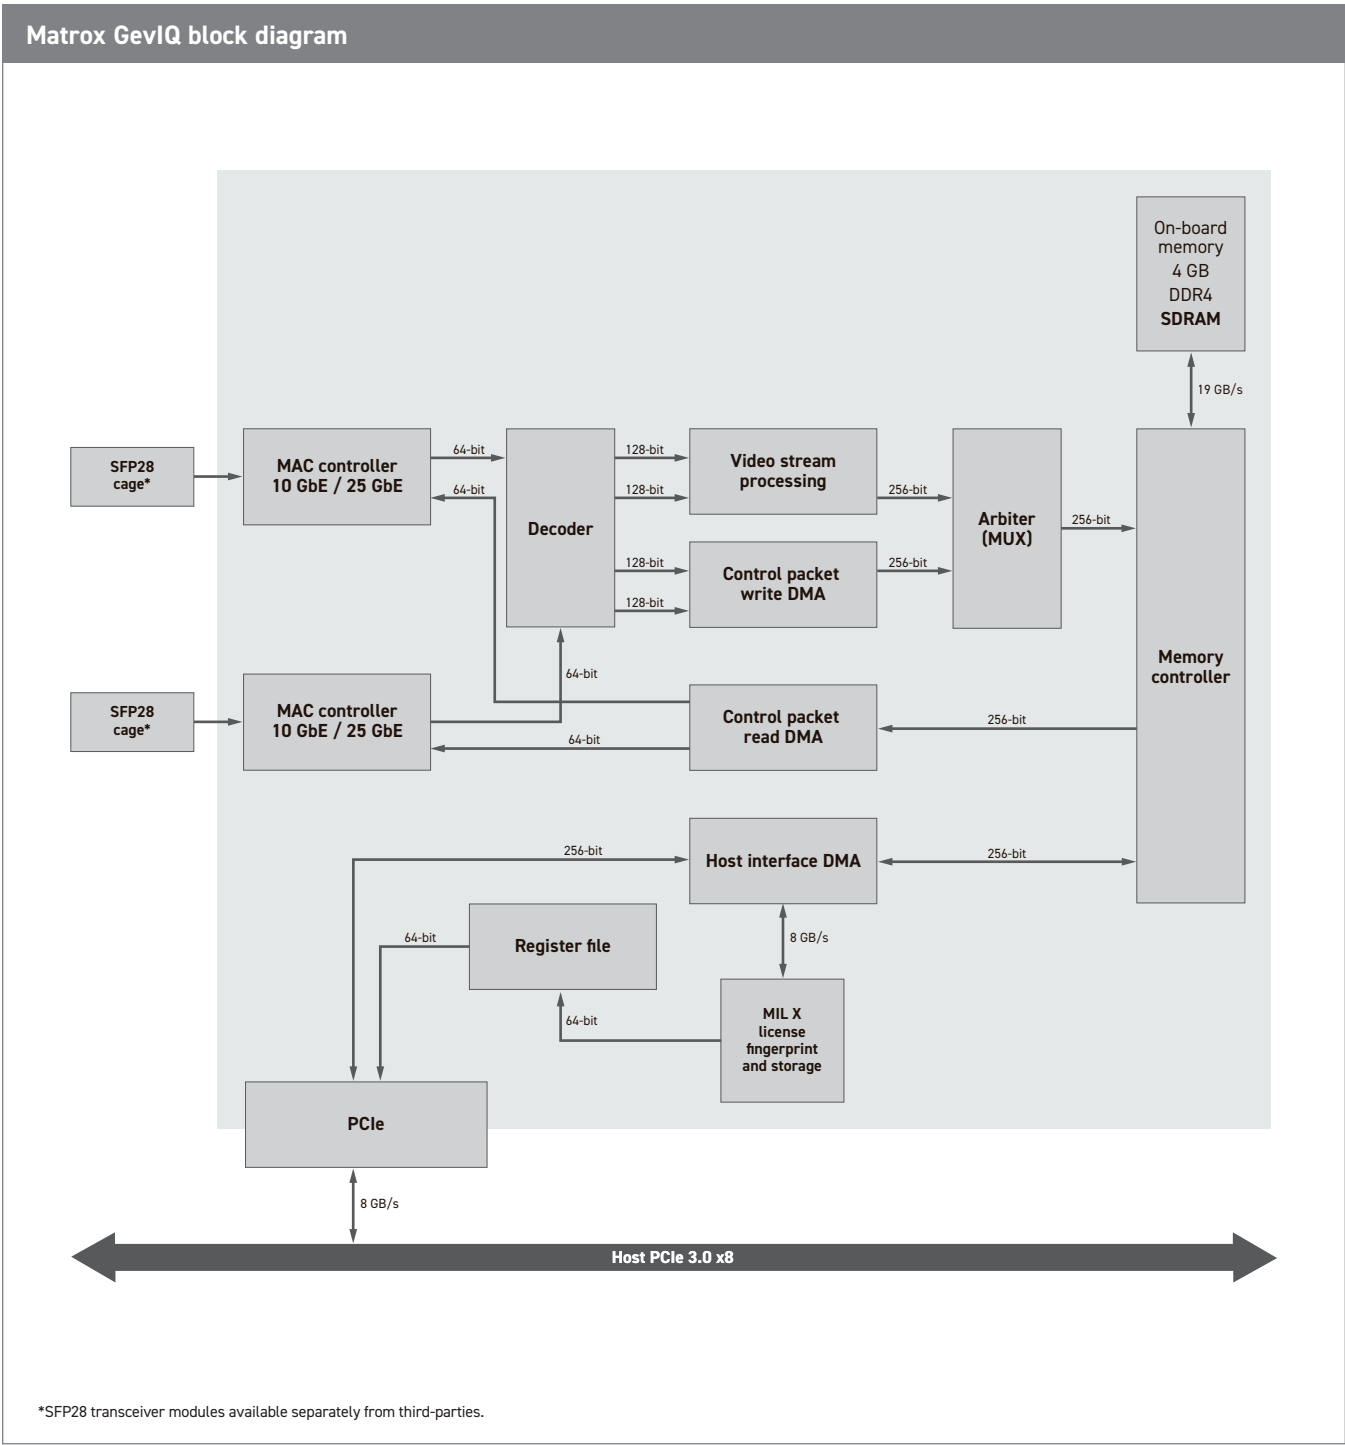 Matrox GevIQ block diagram
On-board
memory
4 GB
DDR4
SDRAM
19 GB/s
SFP28
cage*
MAC controller
10 GbE / 25 GbE
64-bit
64-bit
Decoder
128-bit
128-bit
128-bit
128-bit
Video stream
processing
Control packet
write DMA
256-bit
256-bit
Arbiter
(MUX)
256-bit
Memory
controller
SFP28
cage*
MAC controller
10 GbE / 25 GbE
64-bit
64-bit
Control packet
read DMA
256-bit
256-bit
Host interface DMA
256-bit
8 GB/s
64-bit
Register file
64-bit
MIL X
license
fingerprint
and storage
PCIe
8 GB/s
Host PCIe 3.0 x8
*SFP28 transceiver modules available separately from third-parties.